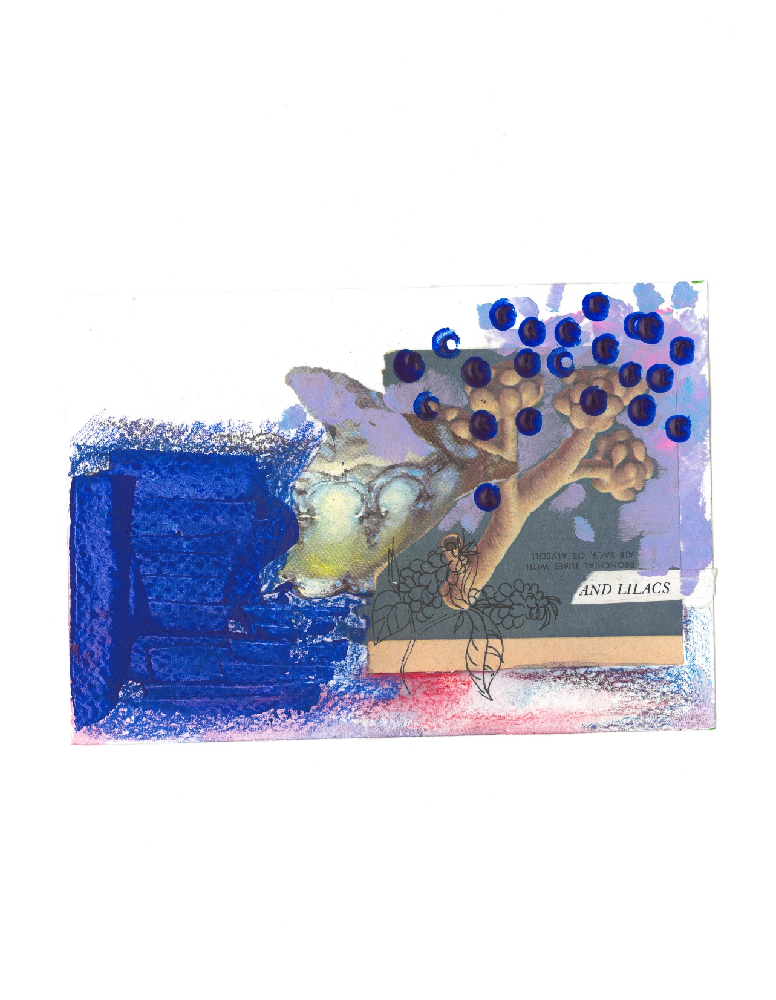 BRONCHIAL TUBES WITH
AIR SACS, OR ALVEOLI
AND LILACS